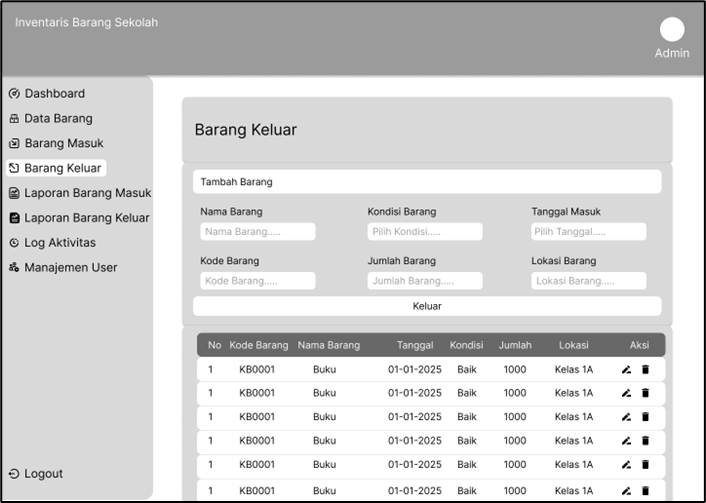 Inventaris Barang Sekolah
Admin
Dashboard
Data Barang
Barang Masuk
Barang Keluar
Laporan Barang Masuk
Laporan Barang Keluar
Log Aktivitas
Manajemen User
Logout
Barang Keluar
Tambah Barang
Nama Barang Kondisi Barang Tanggal Masuk
Nama Barang..... Pilih Kondisi..... Pilih Tanggal.....
Kode Barang Jumlah Barang Lokasi Barang
Kode Barang..... Jumlah Barang..... Lokasi Barang.....
Keluar
No Kode Barang Nama Barang Tanggal Kondisi Jumlah Lokasi Aksi
1 KB0001 Buku 01-01-2025 Baik 1000 Kelas 1A
1 KB0001 Buku 01-01-2025 Baik 1000 Kelas 1A
1 KB0001 Buku 01-01-2025 Baik 1000 Kelas 1A
1 KB0001 Buku 01-01-2025 Baik 1000 Kelas 1A
1 KB0001 Buku 01-01-2025 Baik 1000 Kelas 1A
1 KB0001 Buku 01-01-2025 Baik 1000 Kelas 1A